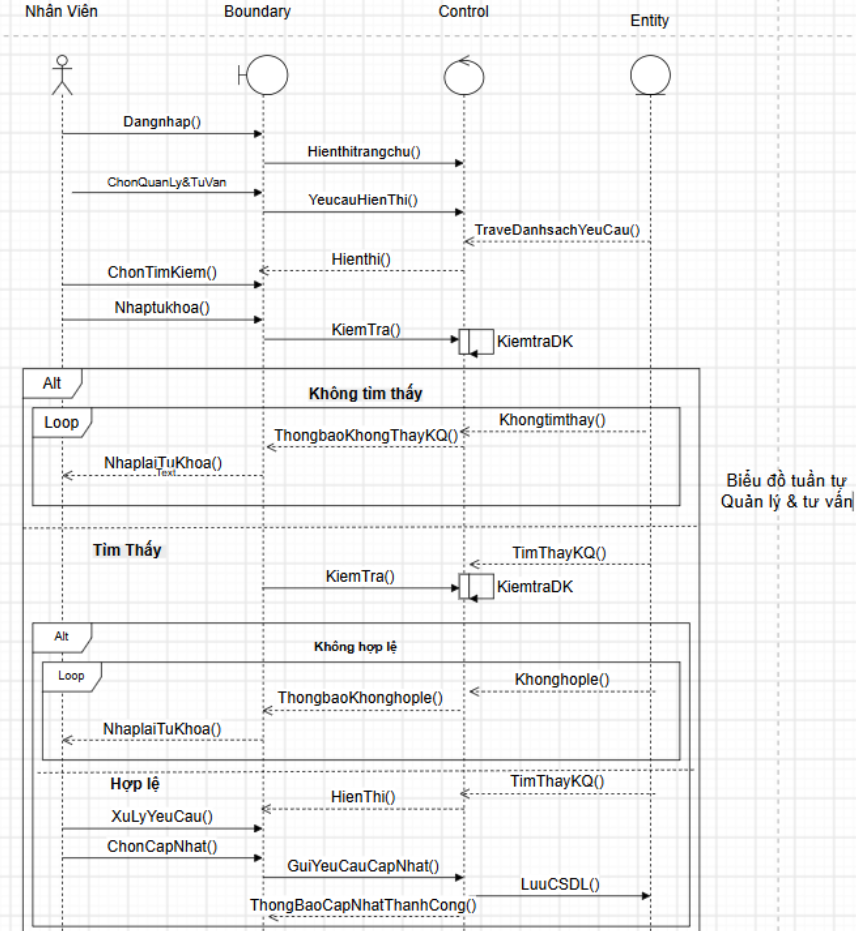 Nhân Viên
Boundary
Control
Entity
Dangnhap()
Hienthitrangchu()
ChonQuanLy&TuVan
YeucauHienThi()
TraveDanhsachYeuCau()
Hienthi()
ChonTimKiem()
Nhaptukhoa()
KiemTra()
KiemtraDK
Alt
Không tìm thấy
Loop
Khongtimthay()
ThongbaoKhongThayKQ()
NhaplaiTuKhoa()
Text
Biểu đồ tuần tự
Quản lý & tư vấn
Tìm Thấy
TimThayKQ()
KiemTra()
KiemtraDK
Alt
Không hợp lệ
Loop
Khonghople()
ThongbaoKhonghople()
NhaplaiTuKhoa()
Hợp lệ
TimThayKQ()
HienThi()
XuLyYeuCau()
ChonCapNhat()
GuiYeuCauCapNhat()
LuuCSDL()
ThongBaoCapNhatThanhCong()